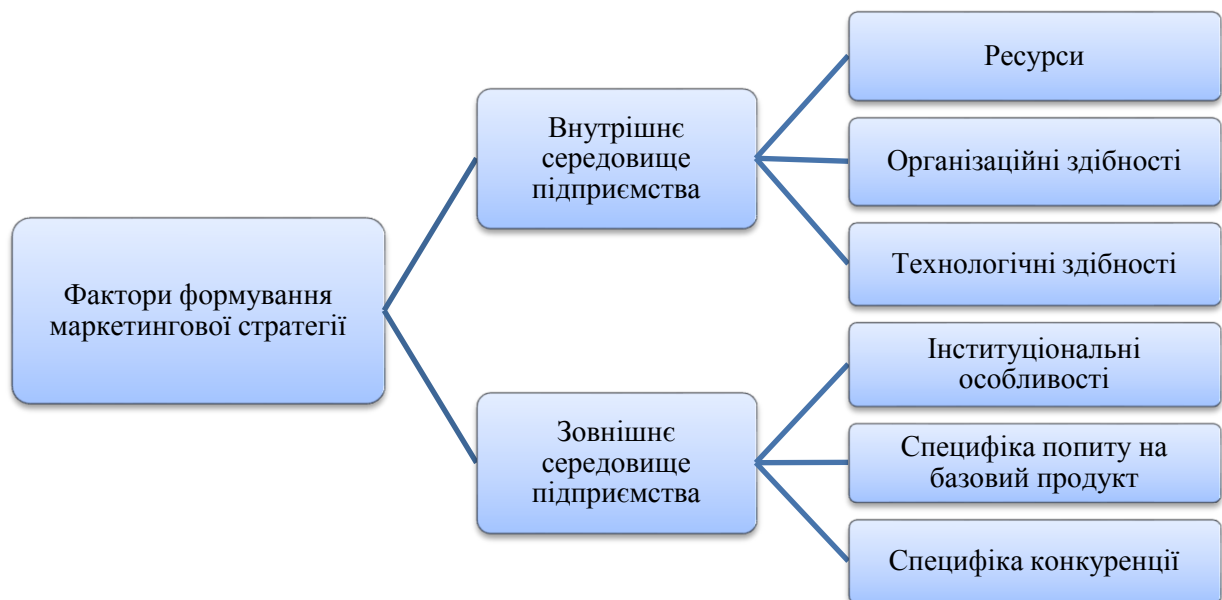 Фактори формування
маркетингової стратегії
Внутрішнє
середовище
підприємства
Ресурси
Організаційні здібності
Технологічні здібності
Зовнішнє
середовище
підприємства
Інституціональні
особливості
Специфіка попиту на
базовий продукт
Специфіка конкуренції